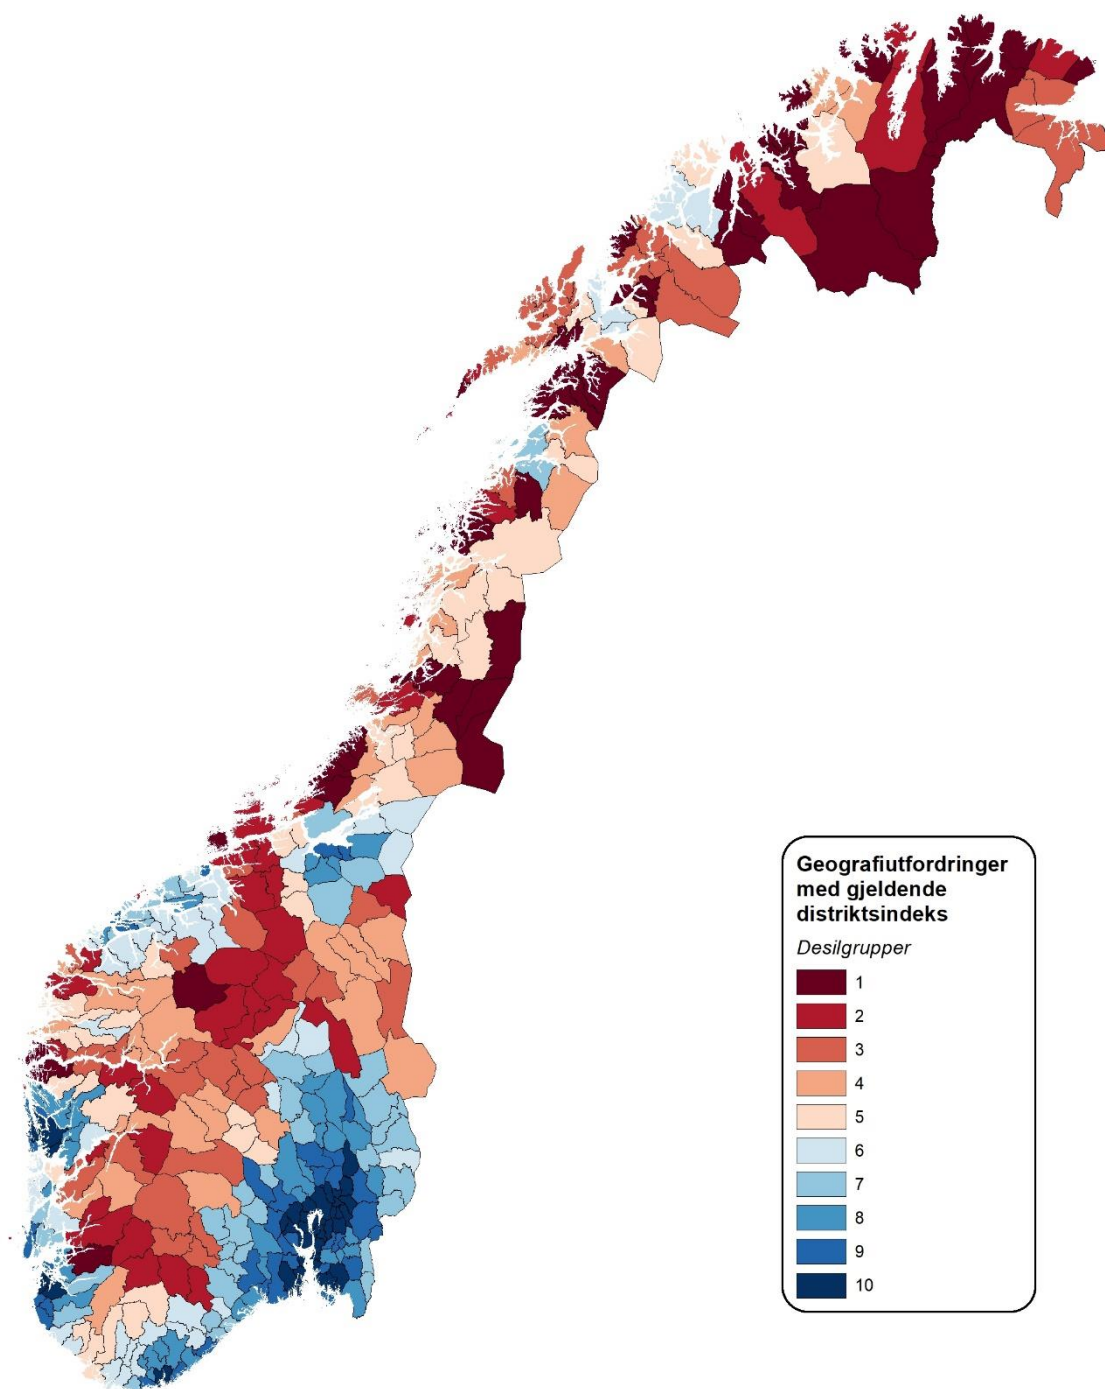 Geografiutfordringer
med gjeldende
distriktsindeks
Desilgrupper
1
2
3
4
5
6
7
8
9
10